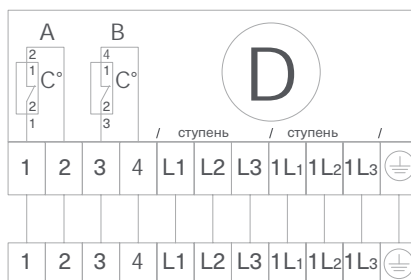 A B
2 4
1 C° 1 C° D
2 2
1 3
/ ступень / ступень /
1 2 3 4 L1 L2 L3 1L1 1L2 1L3
1 2 3 4 L1 L2 L3 1L1 1L2 1L3